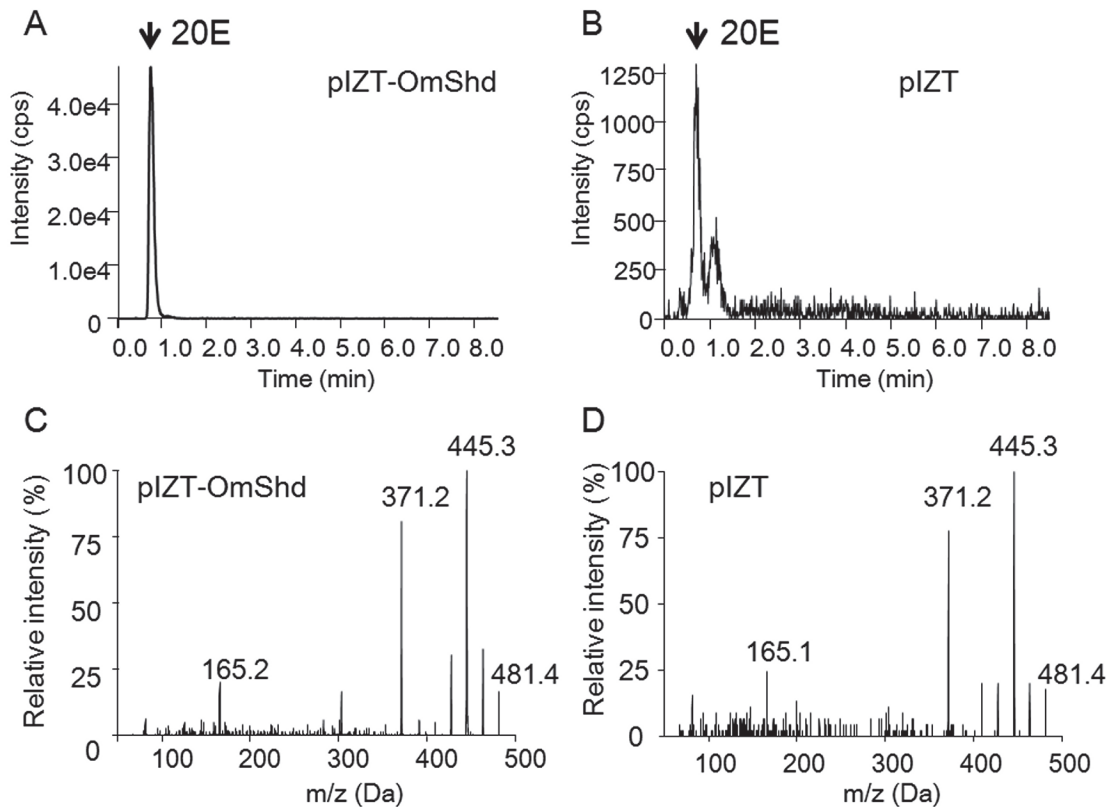 A
20E
pIZT-OmShd
Intensity (cps)
4.0e4
3.0e4
2.0e4
1.0e4
0
0.0 1.0 2.0 3.0 4.0 5.0 6.0 7.0 8.0
Time (min)
B
20E
pIZT
Intensity (cps)
1250
1000
750
500
250
0
0.0 1.0 2.0 3.0 4.0 5.0 6.0 7.0 8.0
Time (min)
C
pIZT-OmShd
445.3
371.2
165.2
481.4
Relative intensity (%)
100
75
50
25
0
100 200 300 400 500
m/z (Da)
D
pIZT
445.3
371.2
165.1
481.4
Relative intensity (%)
100
75
50
25
0
100 200 300 400 500
m/z (Da)